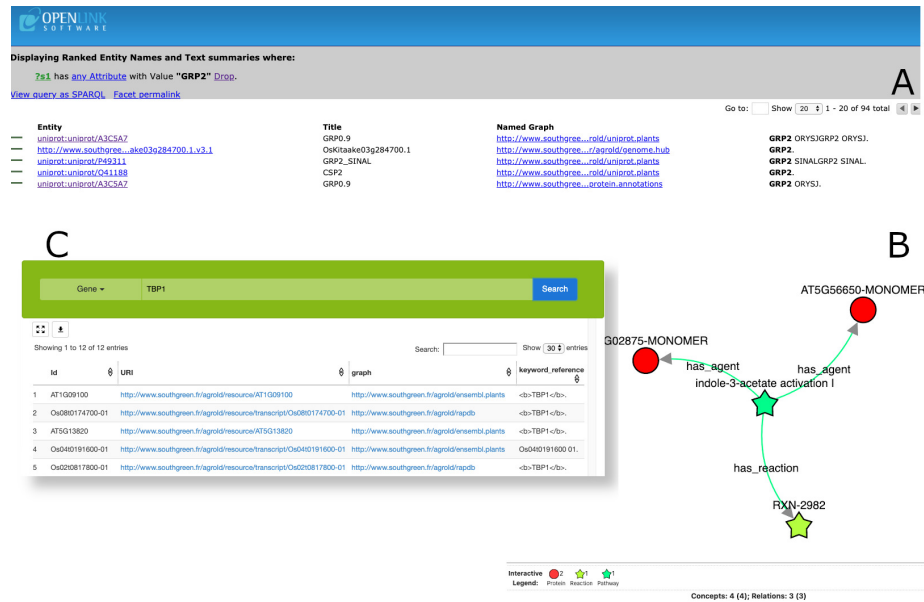 OPENLINK
SOFTWARE
Displaying Ranked Entity Names and Text summaries where:
?s1 has any Attribute with Value "GRP2" Drop.
View query as SPARQL Facet permalink
A
Go to: Show 20 1 - 20 of 94 total
Entity Title Named Graph
uniprot:uniprot/A3C5A7 GRP0.9 http://www.southgree...rold/uniprot.plants GRP2 ORYSJGRP2 ORYSJ.
http://www.southgree...ake03g284700.1.v3.1 OsKitaake03g284700.1 http://www.southgree...r/agrold/genome.hub GRP2.
uniprot:uniprot/P49311 GRP2_SINAL http://www.southgree...rold/uniprot.plants GRP2 SINALGRP2 SINAL.
uniprot:uniprot/Q41188 CSP2 http://www.southgree...rold/uniprot.plants GRP2.
uniprot:uniprot/A3C5A7 GRP0.9 http://www.southgree...protein.annotations GRP2 ORYSJ.
C
Gene TBP1 Search
Showing 1 to 12 of 12 entries Search: Show 30 entries
Id URI graph keyword_reference
1 AT1G09100 http://www.southgreen.fr/agrold/resource/AT1G09100 http://www.southgreen.fr/agrold/ensembl.plants <b>TBP1</b>.
2 Os08t0174700-01 http://www.southgreen.fr/agrold/resource/transcript/Os08t0174700-01 http://www.southgreen.fr/agrold/rapdb <b>TBP1</b>.
3 AT5G13820 http://www.southgreen.fr/agrold/resource/AT5G13820 http://www.southgreen.fr/agrold/ensembl.plants <b>TBP1</b>.
4 Os04t0191600-01 http://www.southgreen.fr/agrold/resource/transcript/Os04t0191600-01 http://www.southgreen.fr/agrold/ensembl.plants Os04t0191600 01.
5 Os02t0817800-01 http://www.southgreen.fr/agrold/resource/transcript/Os02t0817800-01 http://www.southgreen.fr/agrold/rapdb <b>TBP1</b>.
B
AT5G56650-MONOMER
G02875-MONOMER
has_agent
has_agent
indole-3-acetate activation I
has_reaction
RXN-2982
Interactive 2 1 1
Legend: Protein Reaction Pathway
Concepts: 4 (4); Relations: 3 (3)